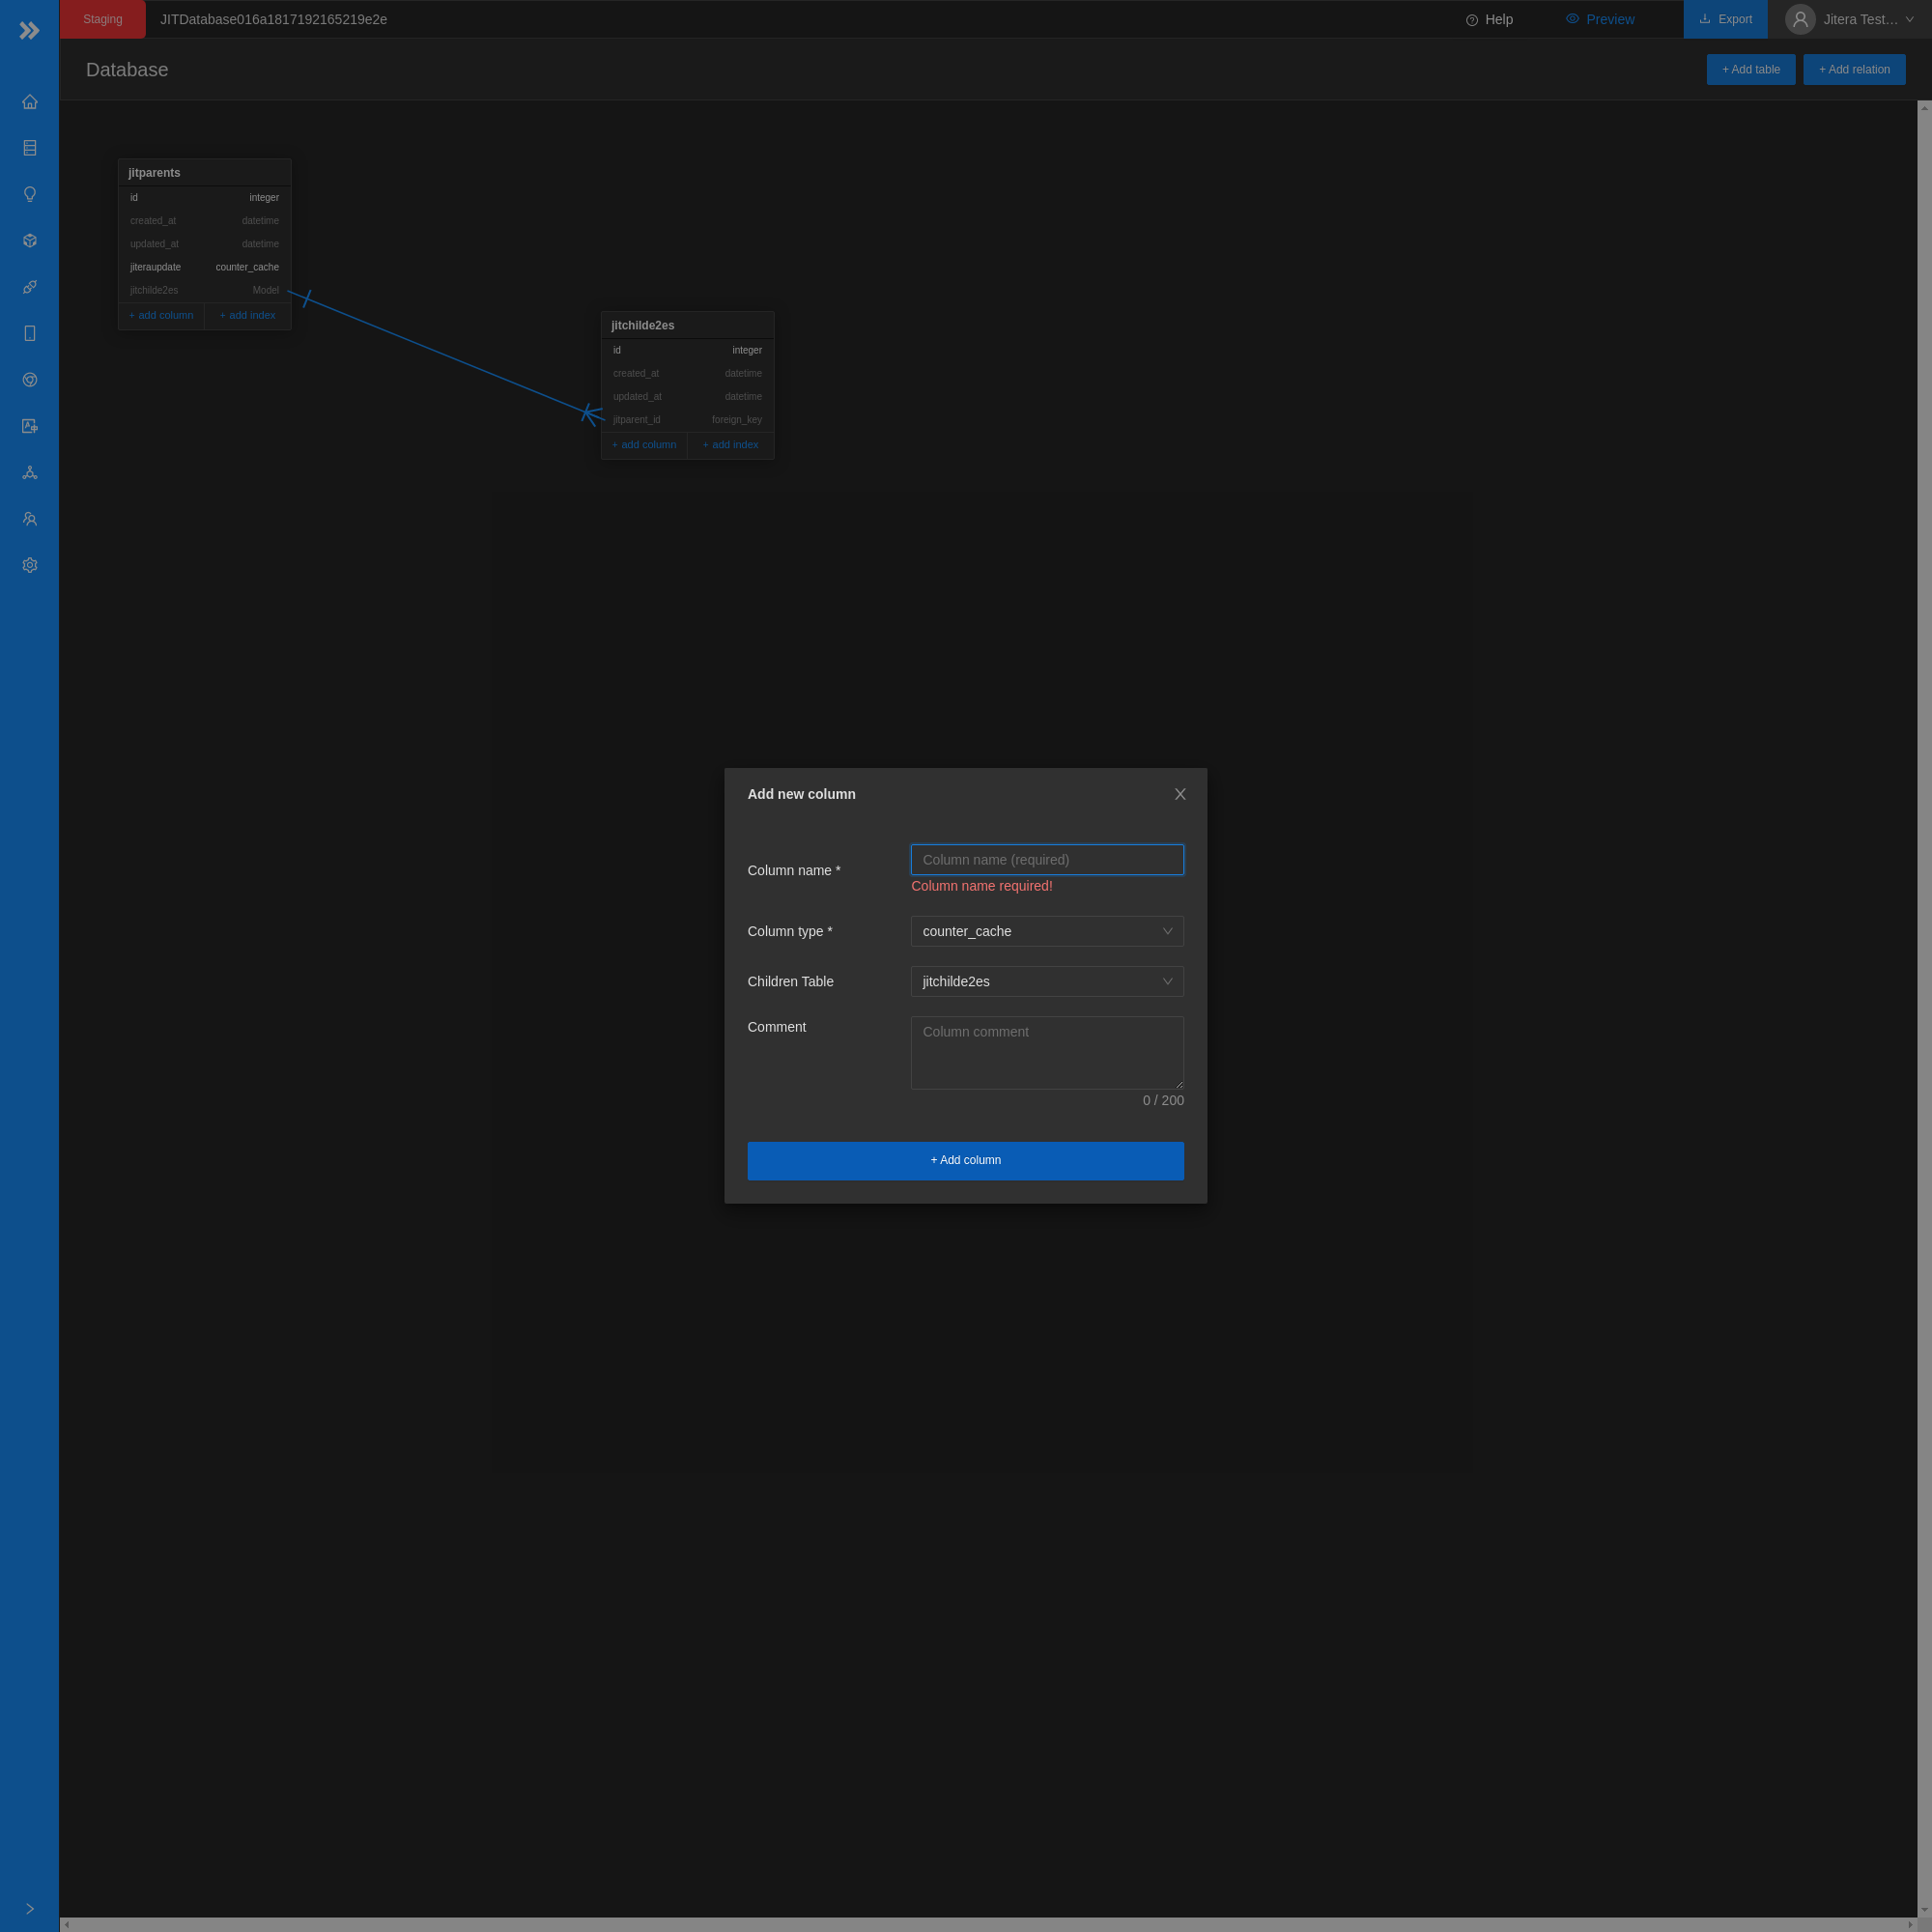 Staging
JITDatabase016a1817192165219e2e
Help
Preview
Export
Jitera Test…
Database
+ Add table
+ Add relation
jitparents
id integer
created_at datetime
updated_at datetime
jiteraupdate counter_cache
jitchilde2es Model
+ add column + add index
jitchilde2es
id integer
created_at datetime
updated_at datetime
jitparent_id foreign_key
+ add column + add index
Add new column
Column name * Column name (required)
Column name required!
Column type * counter_cache
Children Table jitchilde2es
Comment Column comment
0 / 200
+ Add column